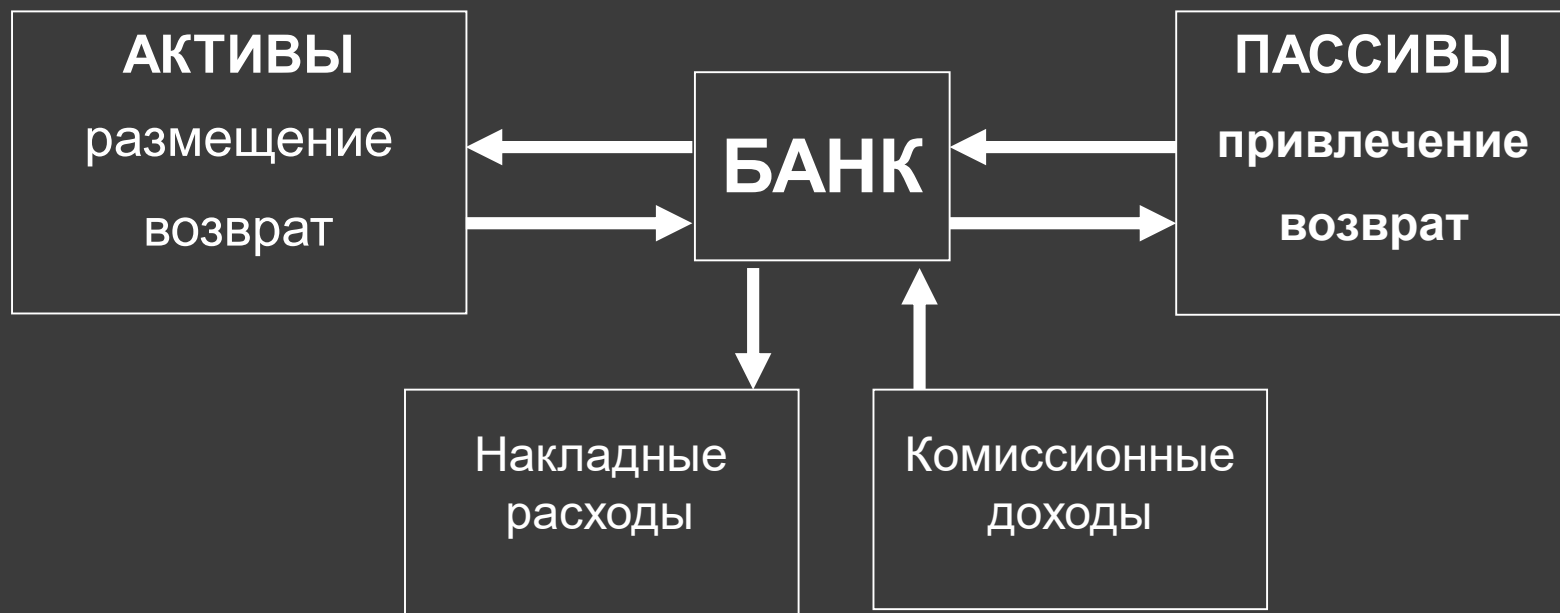 АКТИВЫ
размещение
возврат
БАНК
ПАССИВЫ
привлечение
возврат
Накладные
расходы
Комиссионные
доходы